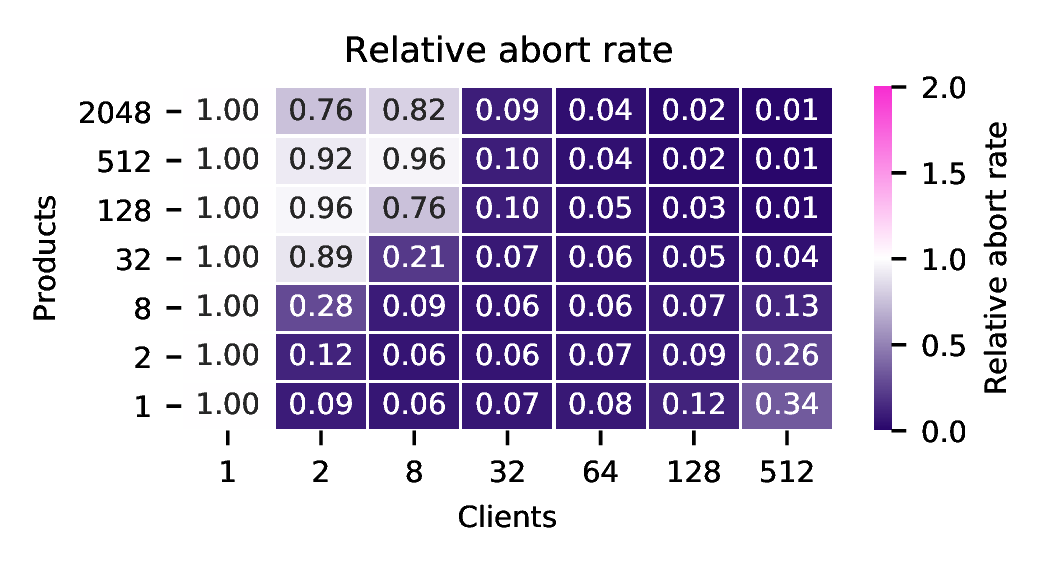 Relative abort rate
2048 1.00 0.76 0.82 0.09 0.04 0.02 0.01
512 1.00 0.92 0.96 0.10 0.04 0.02 0.01
128 1.00 0.96 0.76 0.10 0.05 0.03 0.01
32 1.00 0.89 0.21 0.07 0.06 0.05 0.04
8 1.00 0.28 0.09 0.06 0.06 0.07 0.13
2 1.00 0.12 0.06 0.06 0.07 0.09 0.26
1 1.00 0.09 0.06 0.07 0.08 0.12 0.34
1 2 8 32 64 128 512
Clients
Products
2.0
1.5
1.0
0.5
0.0
Relative abort rate